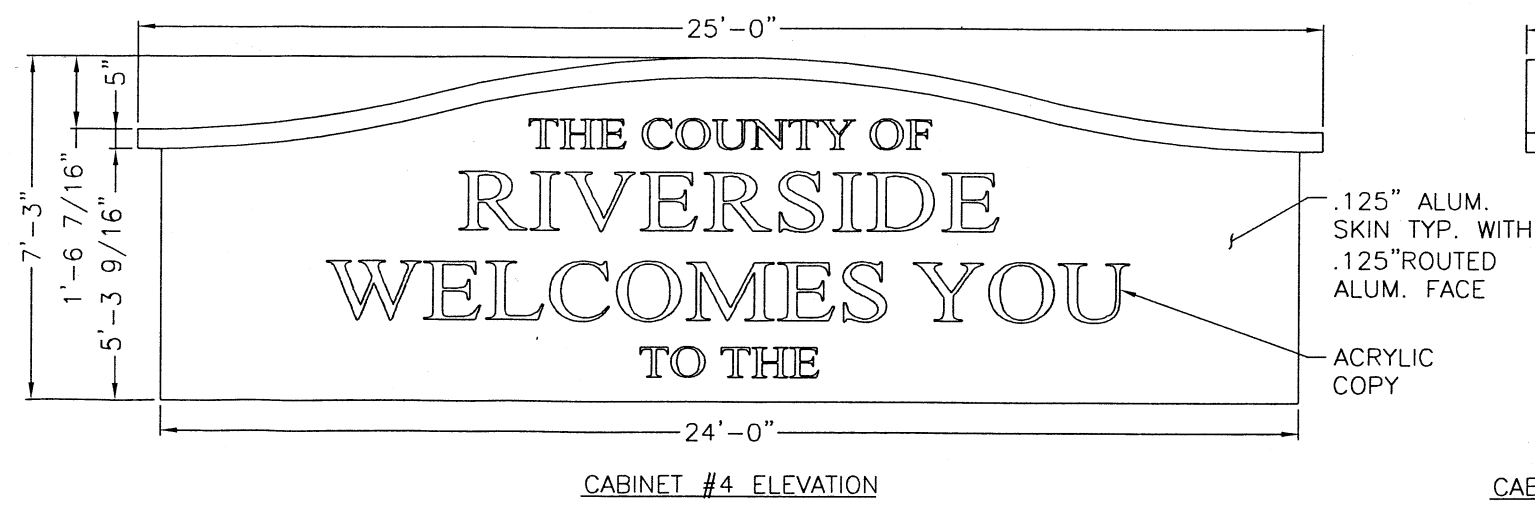 25'-0"
5"
1'-6 7/16"
7'-3"
5'-3 9/16"
THE COUNTY OF
RIVERSIDE
WELCOMES YOU
TO THE
.125" ALUM.
SKIN TYP. WITH
.125"ROUTED
ALUM. FACE
ACRYLIC
COPY
24'-0"
CABINET #4 ELEVATION